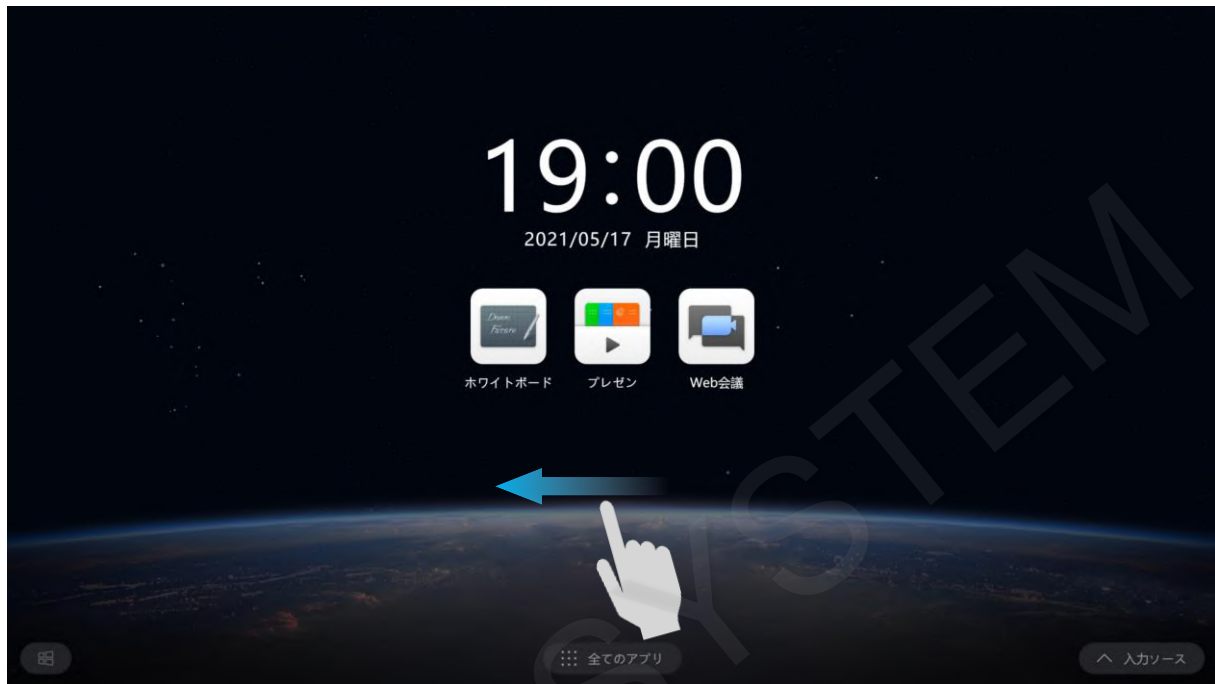 19:00
2021/05/17 月曜日
ホワイトボード
プレゼン
Web会議
全てのアプリ
入力ソース
SYSTEM